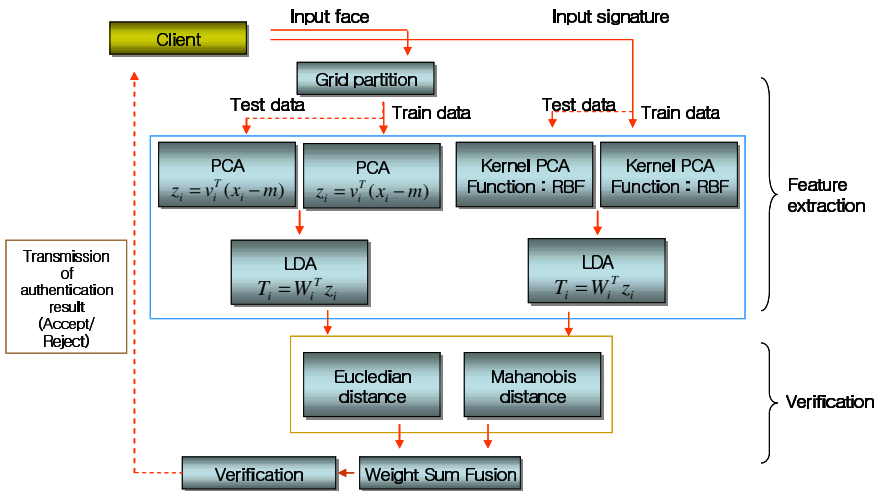 Input face
Input signature
Client
Grid partition
Test data
Train data
Test data
Train data
PCA
z_i = v_i^T (x_i − m)
PCA
z_i = v_i^T (x_i − m)
Kernel PCA
Function : RBF
Kernel PCA
Function : RBF
Feature
extraction
LDA
T_i = W_i^T z_i
LDA
T_i = W_i^T z_i
Transmission
of
authentication
result
(Accept/
Reject)
Eucledian
distance
Mahanobis
distance
Verification
Verification
Weight Sum Fusion